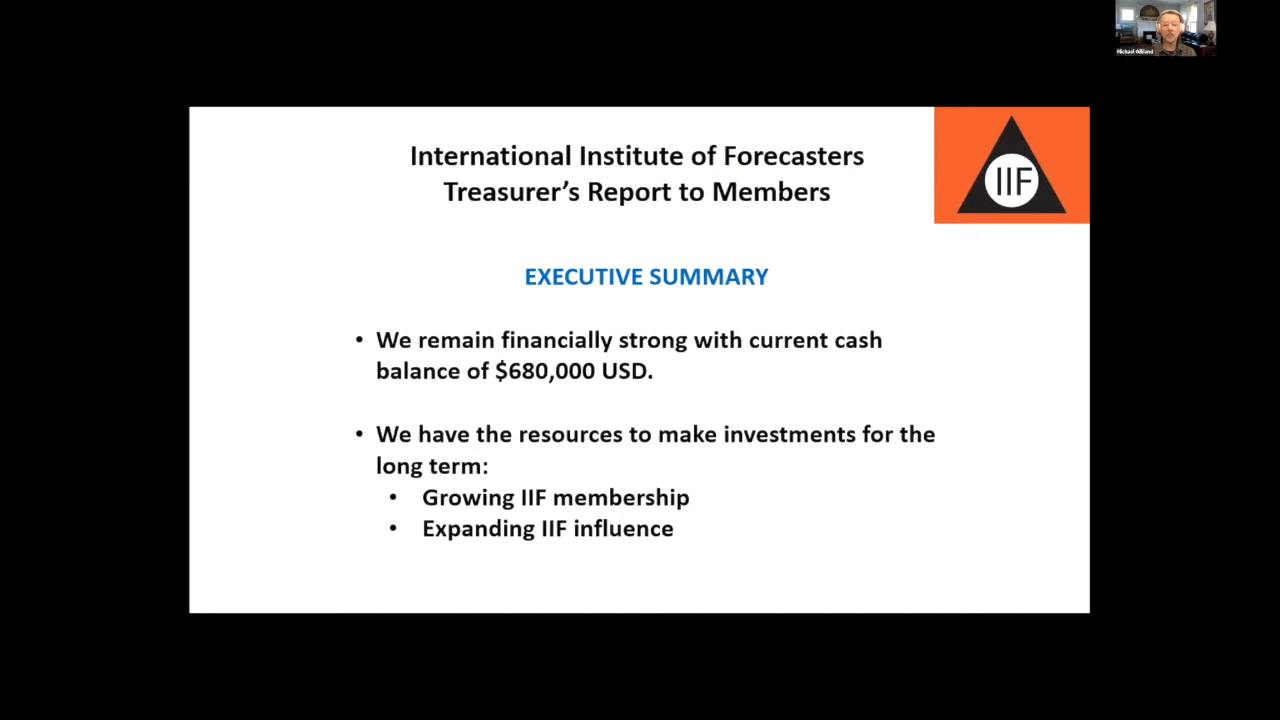 Michael Gilliland
International Institute of Forecasters
Treasurer’s Report to Members
IIF
EXECUTIVE SUMMARY
• We remain financially strong with current cash
balance of $680,000 USD.
• We have the resources to make investments for the
long term:
• Growing IIF membership
• Expanding IIF influence